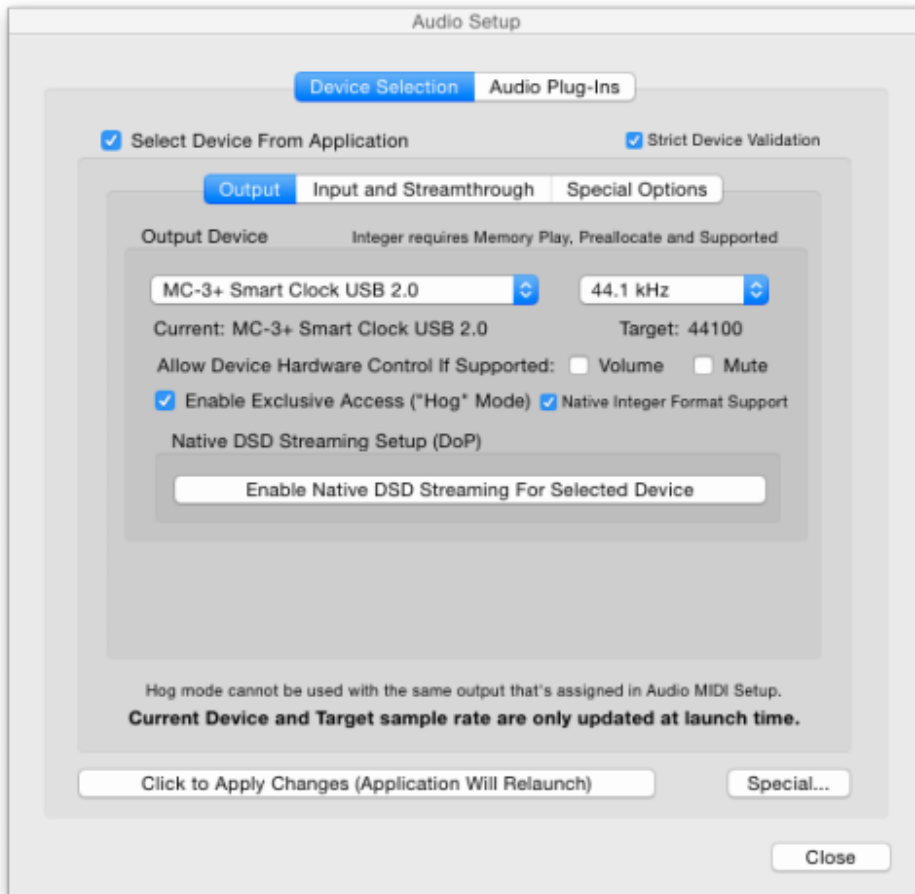 Audio Setup
Device Selection Audio Plug-Ins
Select Device From Application Strict Device Validation
Output Input and Streamthrough Special Options
Output Device Integer requires Memory Play, Preallocate and Supported
MC-3+ Smart Clock USB 2.0 44.1 kHz
Current: MC-3+ Smart Clock USB 2.0 Target: 44100
Allow Device Hardware Control If Supported: Volume Mute
Enable Exclusive Access ("Hog" Mode) Native Integer Format Support
Native DSD Streaming Setup (DoP)
Enable Native DSD Streaming For Selected Device
Hog mode cannot be used with the same output that's assigned in Audio MIDI Setup.
Current Device and Target sample rate are only updated at launch time.
Click to Apply Changes (Application Will Relaunch) Special...
Close